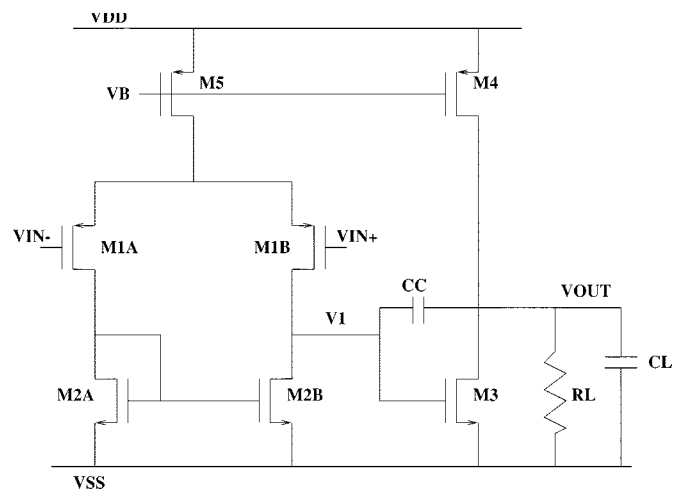 VDD
M5
M4
VB
VIN-
M1A
M1B
VIN+
CC
VOUT
V1
CL
M2A
M2B
M3
RL
VSS